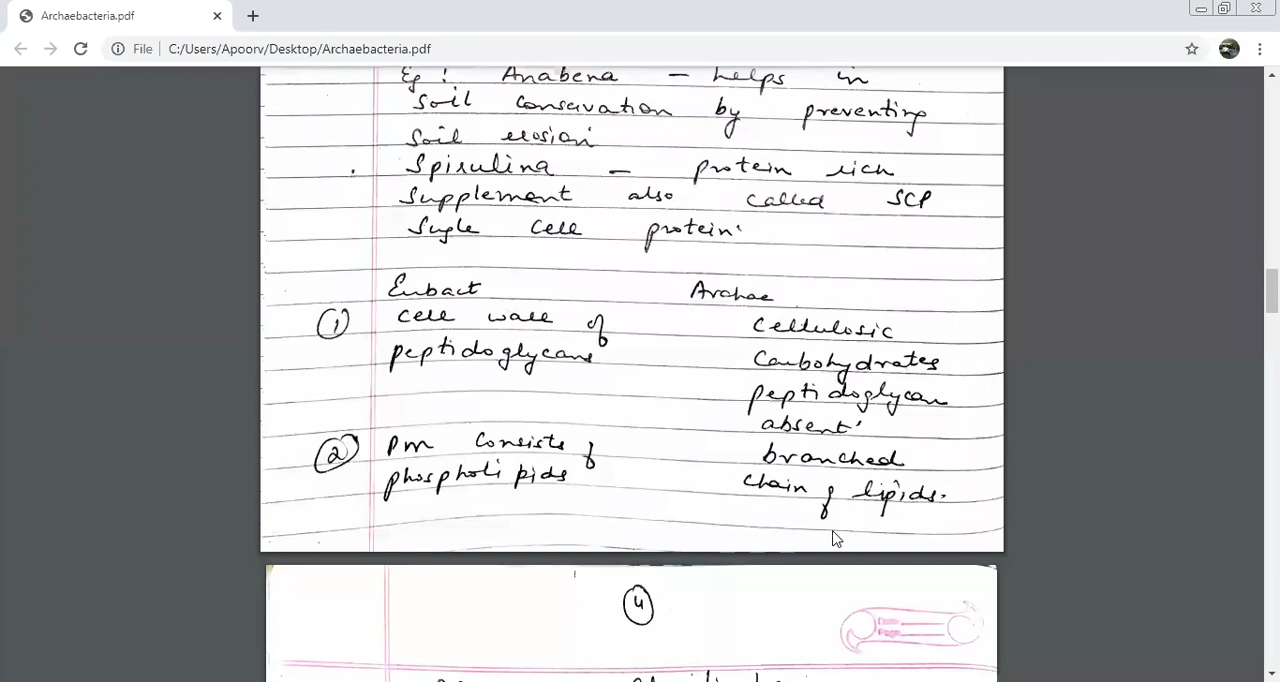 Archaebacteria.pdf
File C:/Users/Apoorv/Desktop/Archaebacteria.pdf
Eg : Anabena – helps in
Soil conservation by preventing
Soil erosion
Spirulina – protein rich
Supplement also called SCP
Single cell protein.
Eubact Archae
① cell wall of Cellulosic
peptidoglycans Carbohydrates
peptidoglycan
absent
② PM consists of branched
phospholipids chain of lipids.
④
Date
Page